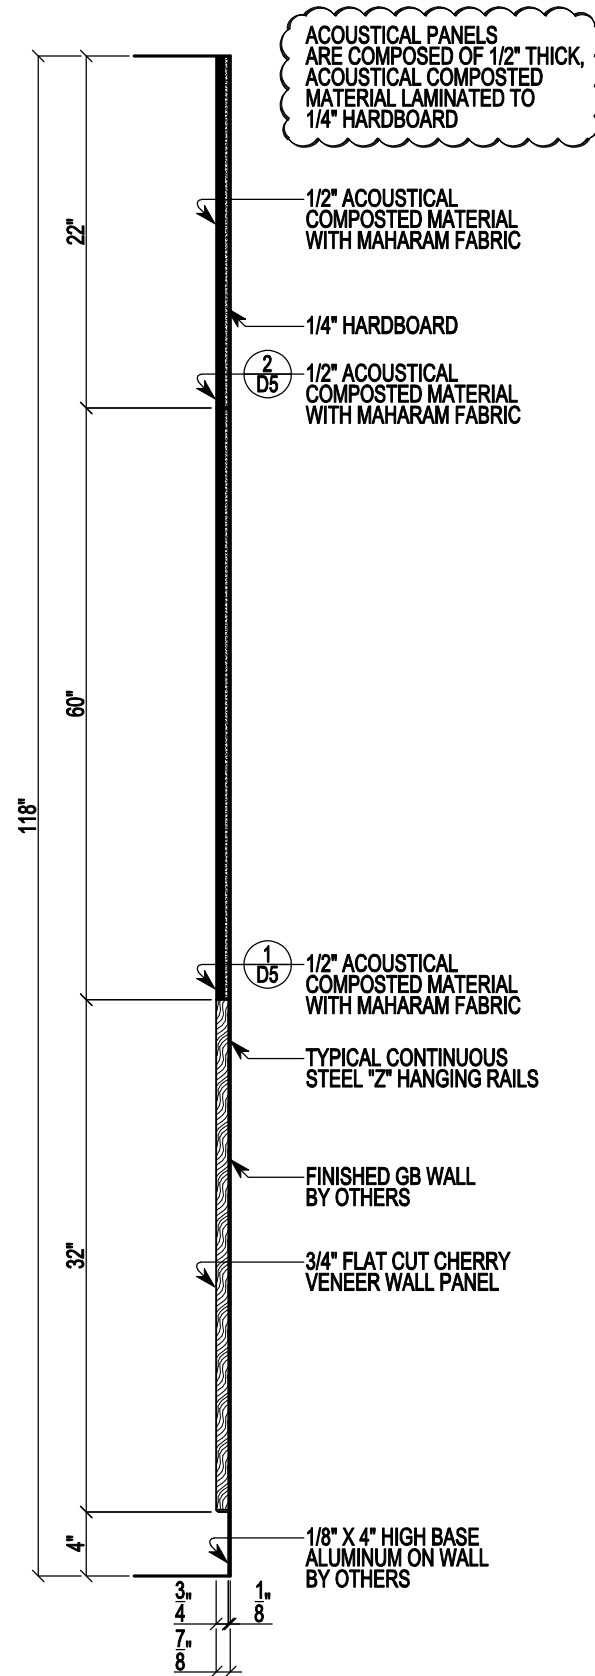 ACOUSTICAL PANELS
ARE COMPOSED OF 1/2" THICK,
ACOUSTICAL COMPOSTED
MATERIAL LAMINATED TO
1/4" HARDBOARD
1/2" ACOUSTICAL
COMPOSTED MATERIAL
WITH MAHARAM FABRIC
22"
1/4" HARDBOARD
2
D5
1/2" ACOUSTICAL
COMPOSTED MATERIAL
WITH MAHARAM FABRIC
60"
118"
1
D5
1/2" ACOUSTICAL
COMPOSTED MATERIAL
WITH MAHARAM FABRIC
TYPICAL CONTINUOUS
STEEL "Z" HANGING RAILS
FINISHED GB WALL
BY OTHERS
32"
3/4" FLAT CUT CHERRY
VENEER WALL PANEL
4"
1/8" X 4" HIGH BASE
ALUMINUM ON WALL
BY OTHERS
3/4"
1/8"
7/8"